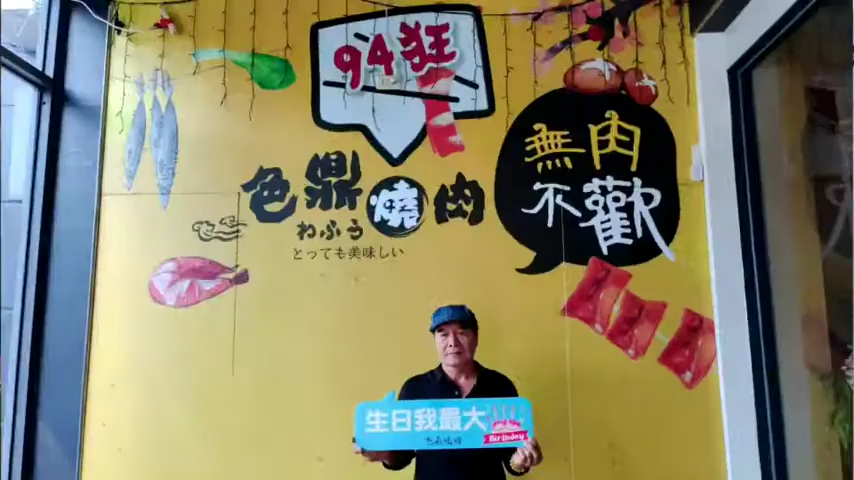 94狂
無肉
不歡
色鼎燒肉
わふう
とっても美味しい
生日我最大
Birthday